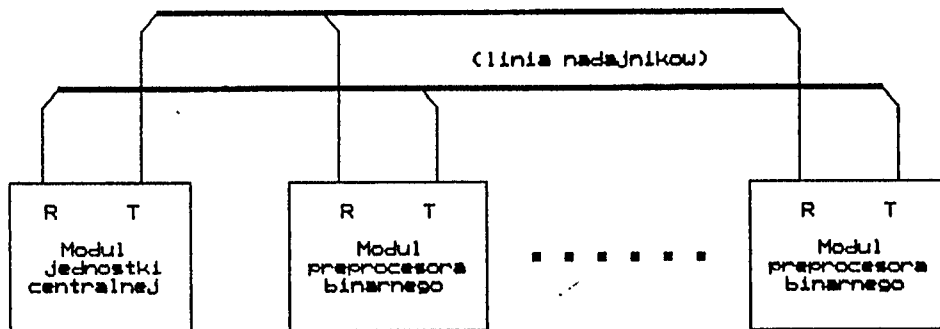 (linia nadajnikow)
R T
Modul
jednostki
centralnej
R T
Modul
preprocesora
binarnego
R T
Modul
preprocesora
binarnego